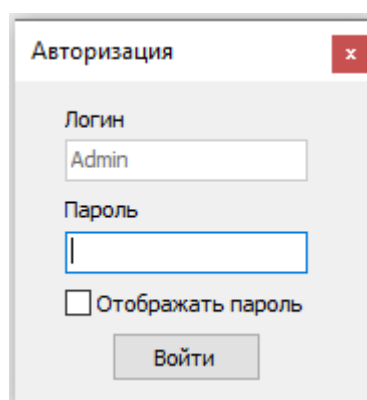 Авторизация
x
Логин
Admin
Пароль
Отображать пароль
Войти